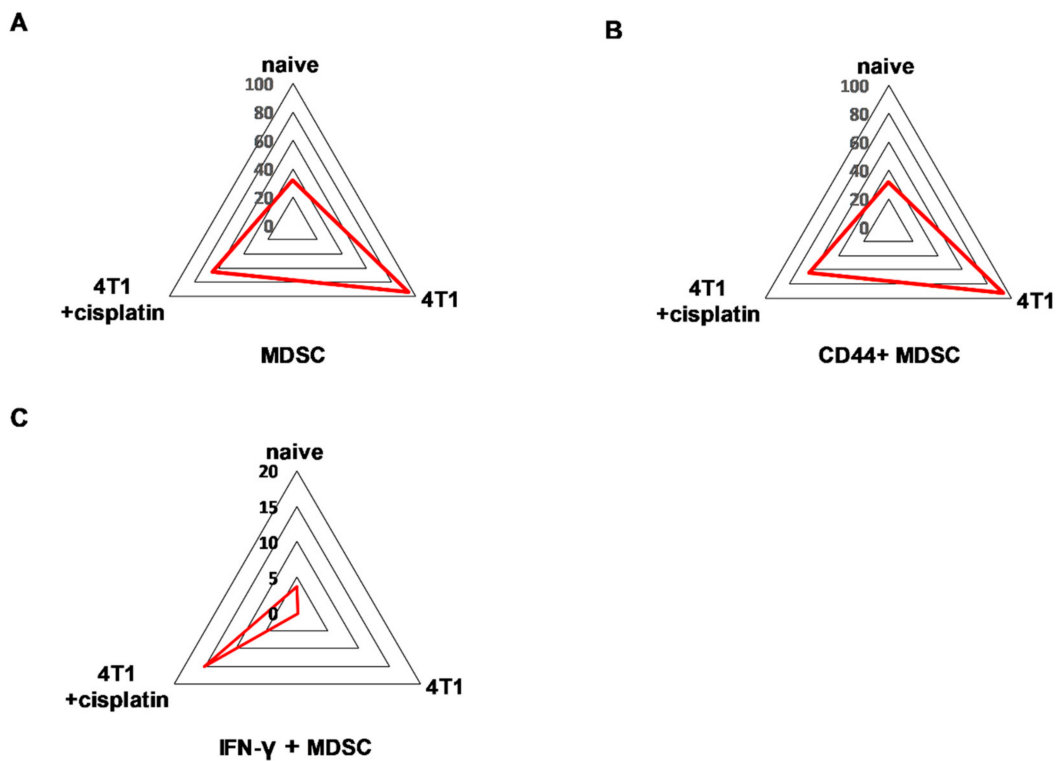 A
naive
100
80
60
40
20
0
4T1
+cisplatin
4T1
MDSC
B
naive
100
80
60
40
20
0
4T1
+cisplatin
4T1
CD44+ MDSC
C
naive
20
15
10
5
0
4T1
+cisplatin
4T1
IFN-γ + MDSC